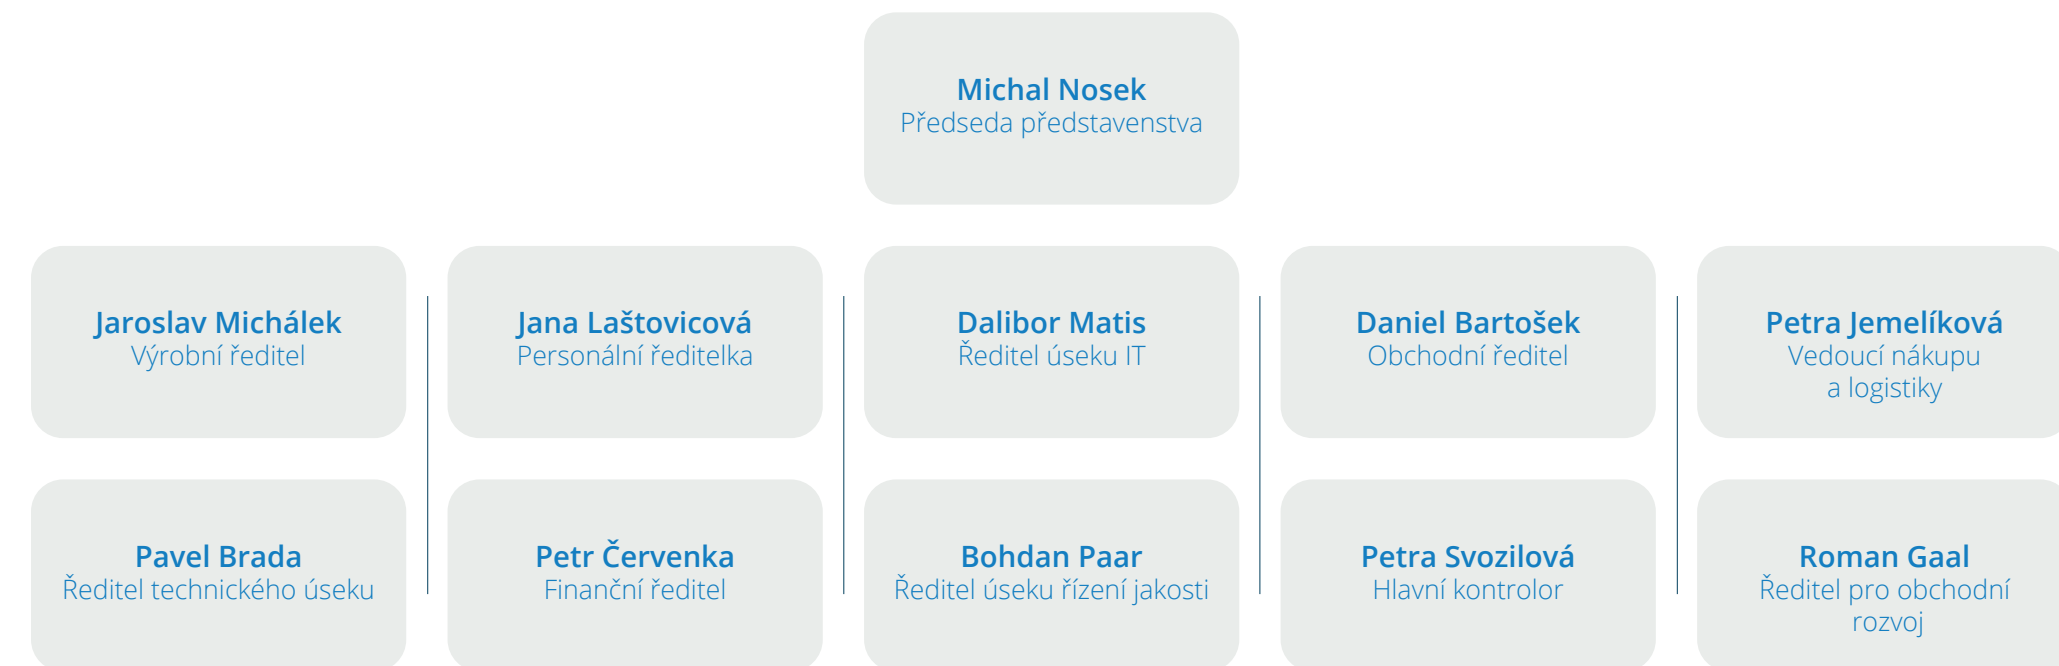 Michal Nosek
Předseda představenstva
Jaroslav Michálek
Výrobní ředitel
Jana Laštovicová
Personální ředitelka
Dalibor Matis
Ředitel úseku IT
Daniel Bartošek
Obchodní ředitel
Petra Jemelíková
Vedoucí nákupu
a logistiky
Pavel Brada
Ředitel technického úseku
Petr Červenka
Finanční ředitel
Bohdan Paar
Ředitel úseku řízení jakosti
Petra Svozilová
Hlavní kontrolor
Roman Gaal
Ředitel pro obchodní
rozvoj